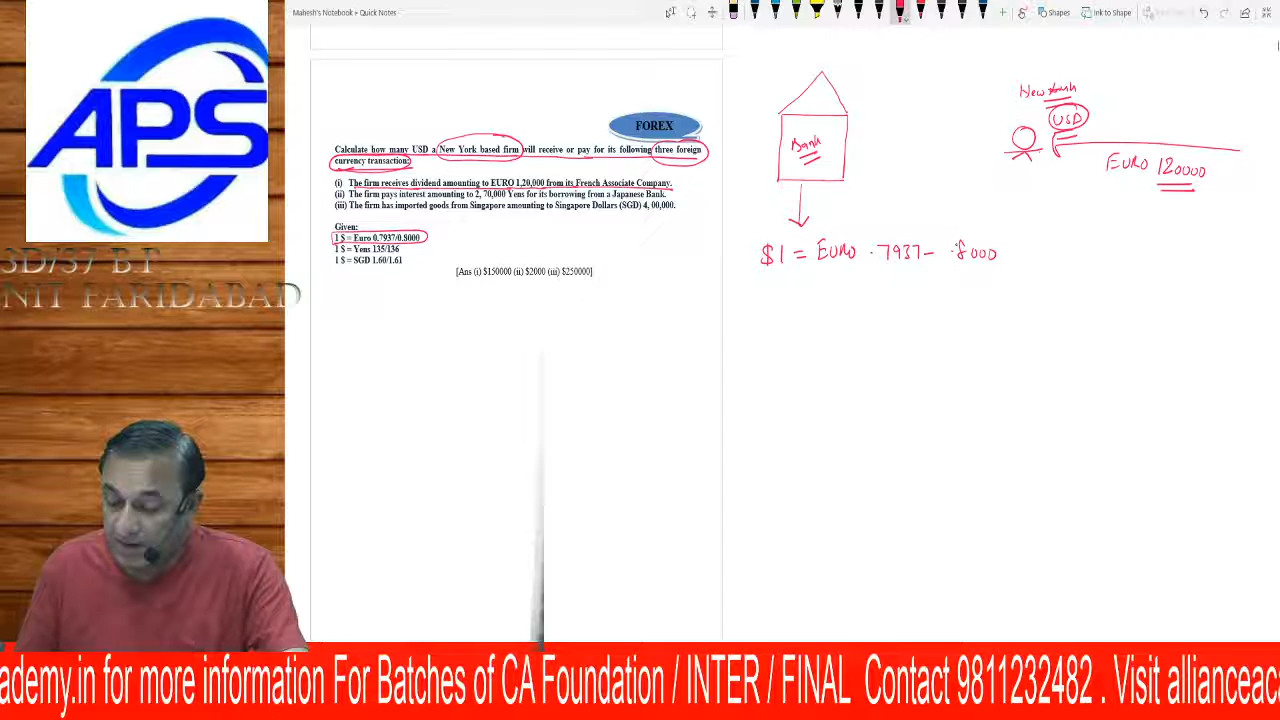 Mahesh's Notebook + Quick Notes
Shapes
Ink to Shape
APS
3D/37 B.P
NIT FARIDABAD
FOREX
Calculate how many USD a New York based firm will receive or pay for its following three foreign
currency transaction:
(i) The firm receives dividend amounting to EURO 1,20,000 from its French Associate Company.
(ii) The firm pays interest amounting to 2, 70,000 Yens for its borrowing from a Japanese Bank.
(iii) The firm has imported goods from Singapore amounting to Singapore Dollars (SGD) 4, 00,000.
Given:
1 $ = Euro 0.7937/0.8000
1 $ = Yens 135/136
1 $ = SGD 1.60/1.61
[Ans (i) $150000 (ii) $2000 (iii) $250000]
Bank
$1 = EURO .7937 - .8000
USD
EURO 120000
ademy.in for more information For Batches of CA Foundation / INTER / FINAL Contact 9811232482 . Visit allianceaca